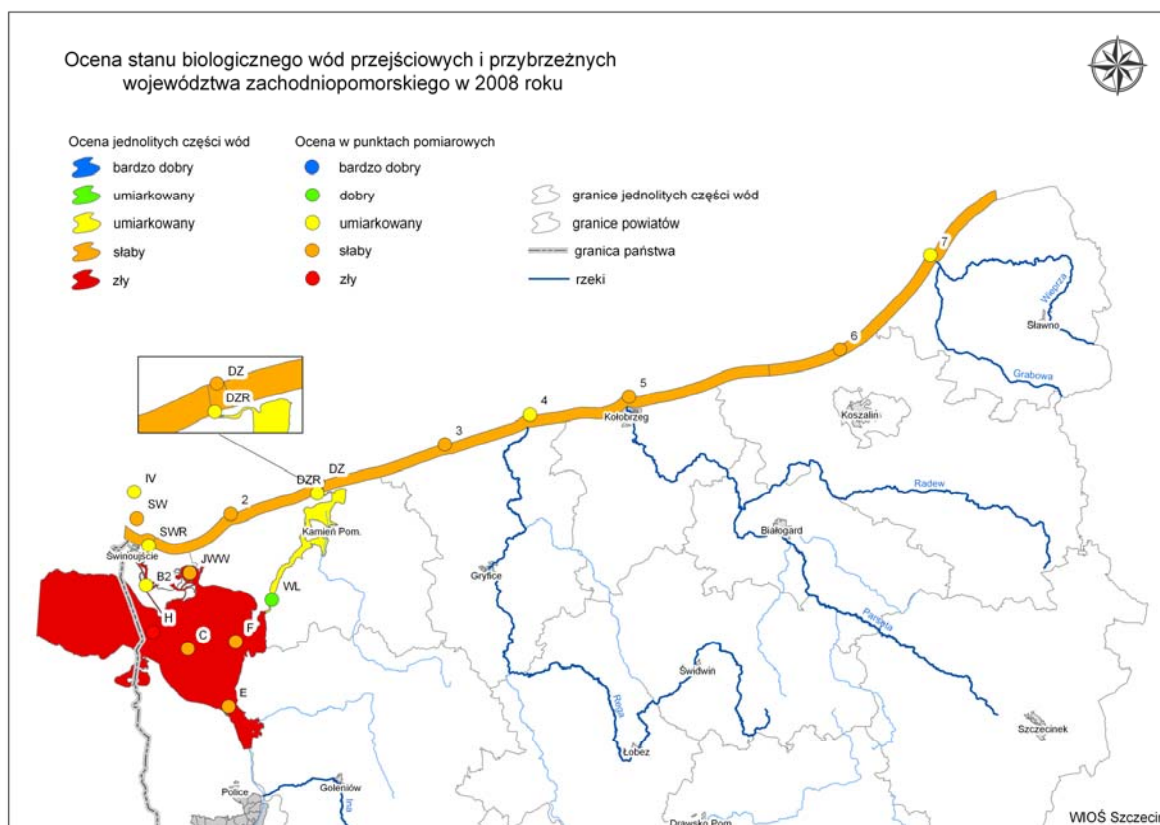 Ocena stanu biologicznego wód przejściowych i przybrzeżnych
województwa zachodniopomorskiego w 2008 roku
Ocena jednolitych części wód
bardzo dobry
umiarkowany
umiarkowany
słaby
zły
Ocena w punktach pomiarowych
bardzo dobry
dobry
umiarkowany
słaby
zły
granice jednolitych części wód
granice powiatów
granica państwa
rzeki
7
Wieprza
Sławno
6
Grabowa
DZ
DZR
5
4
Kołobrzeg
Koszalin
3
DZ
DZR
IV
Radew
SW
2
Kamień Pom.
Białogard
SWR
Świnoujście
JWW
Gryfice
B2
WL
Parsęta
H
F
C
Świdwin
E
Rega
Szczecinek
Łobez
Police
Goleniów
Ina
Drawsko Pom.
WIOŚ Szczecin